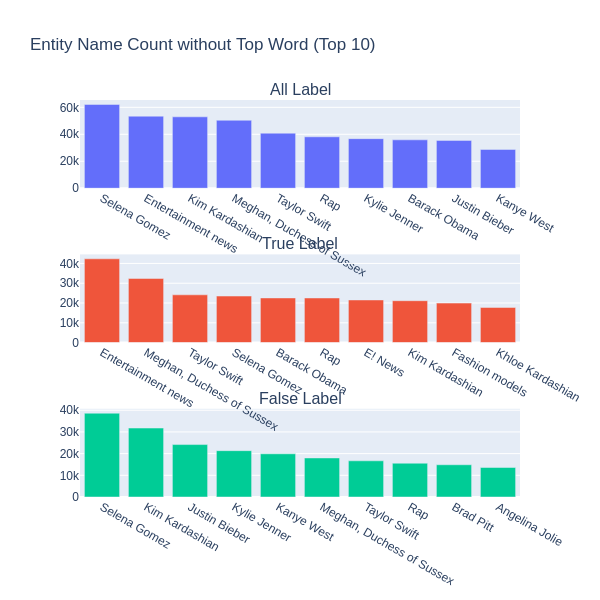 Entity Name Count without Top Word (Top 10)
All Label
60k
40k
20k
0
Selena Gomez
Entertainment news
Kim Kardashian
Meghan, Duchess of Sussex
Taylor Swift
Rap
Kylie Jenner
Barack Obama
Justin Bieber
Kanye West
True Label
40k
30k
20k
10k
0
Entertainment news
Meghan, Duchess of Sussex
Taylor Swift
Selena Gomez
Barack Obama
Rap
E! News
Kim Kardashian
Fashion models
Khloe Kardashian
False Label
40k
30k
20k
10k
0
Selena Gomez
Kim Kardashian
Justin Bieber
Kylie Jenner
Kanye West
Meghan, Duchess of Sussex
Taylor Swift
Rap
Brad Pitt
Angelina Jolie